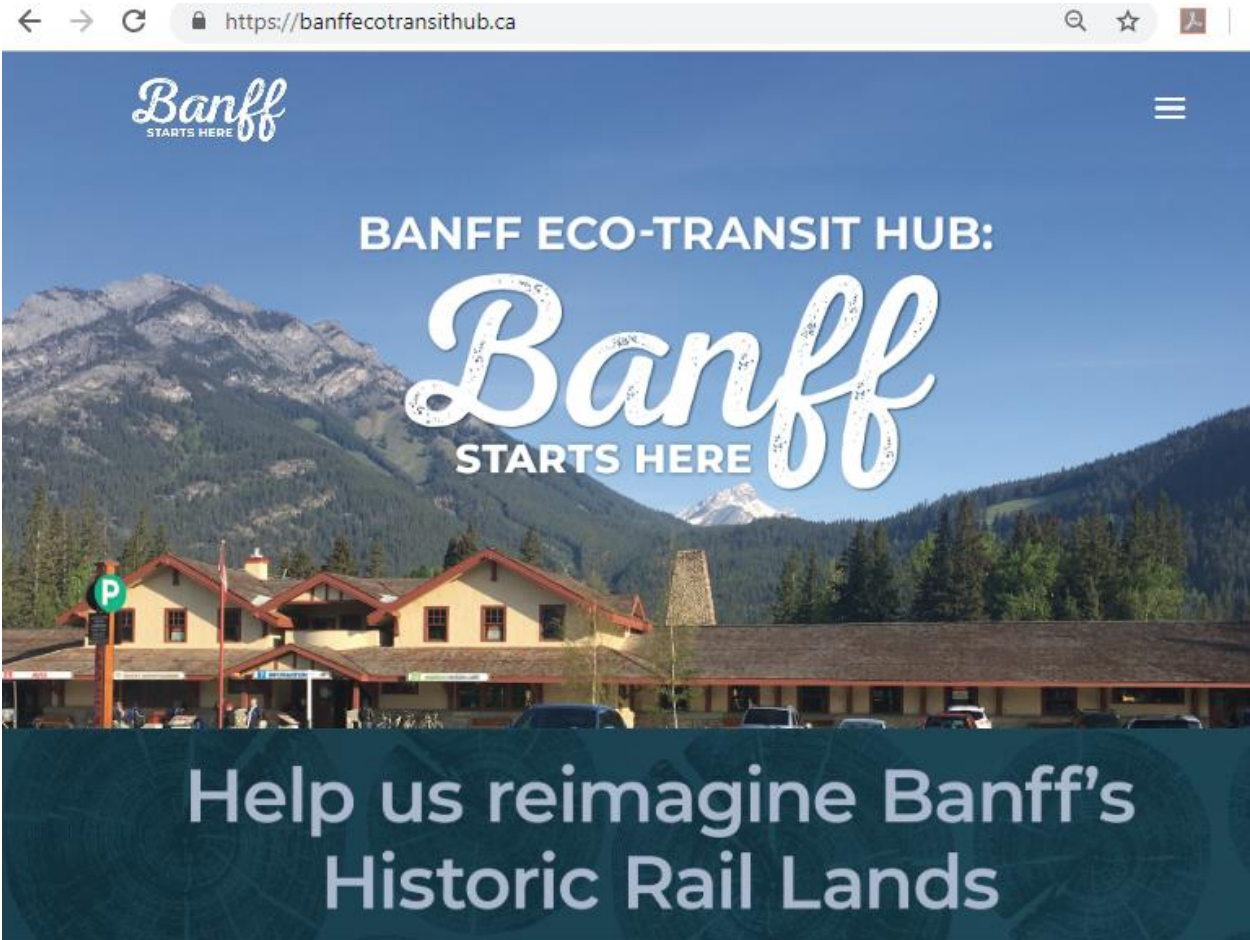 https://banffecotransithub.ca
Banff
STARTS HERE
BANFF ECO-TRANSIT HUB:
Banff
STARTS HERE
P
INFORMATION
Help us reimagine Banff's
Historic Rail Lands